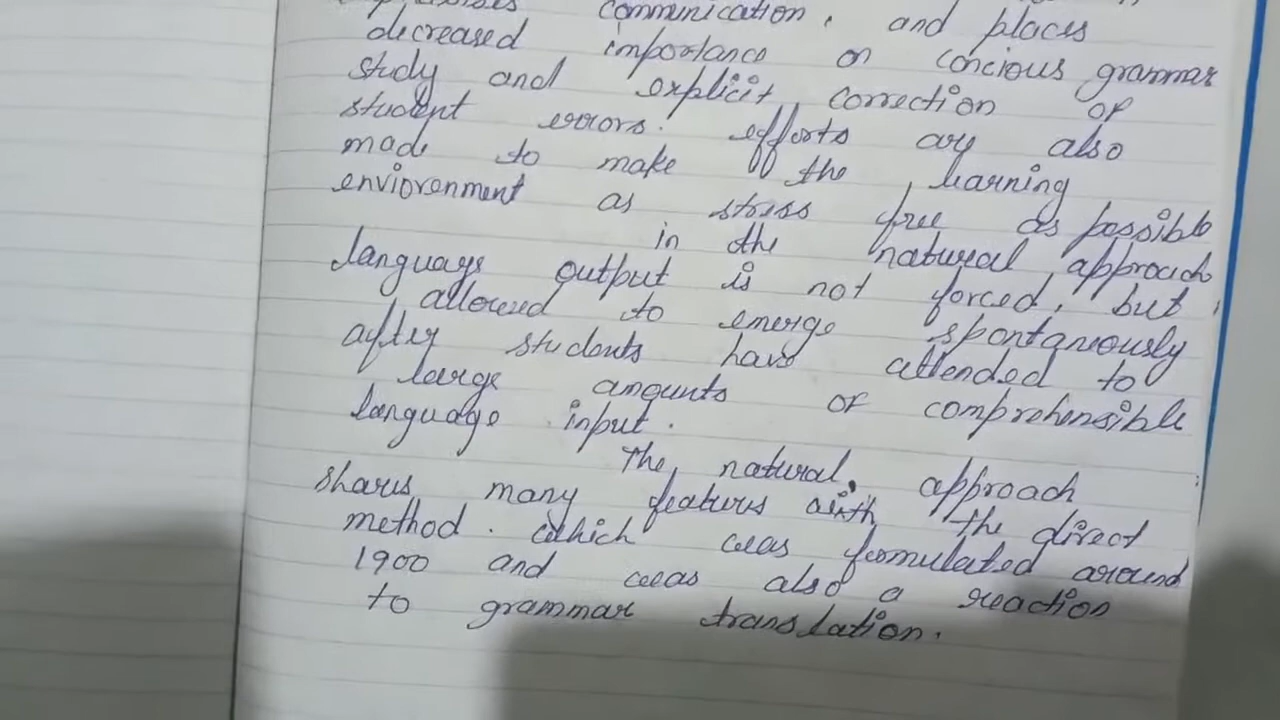 communication, and places
decreased importance on concious grammar
study and explicit correction of
student errors. efforts are also
made to make the learning
enviorenment as stress free as possible
in the natural approach
language output is not forced, but
allowed to emerge spontaneously
after students have attended to
large amounts of comprehensible
language input.
The natural approach
shares many features with the direct
method. which was formulated around
1900 and was also a reaction
to grammar translation.